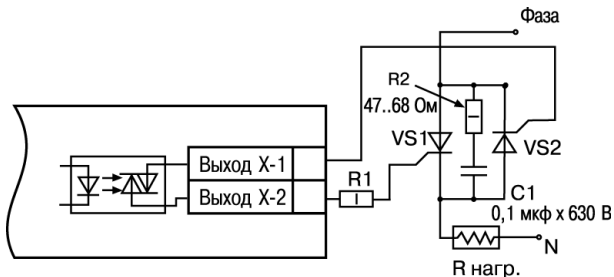 Фаза
R2
47..68 Ом
VS1
VS2
Выход X-1
Выход X-2
R1
C1
0,1 мкф x 630 В
N
R нагр.